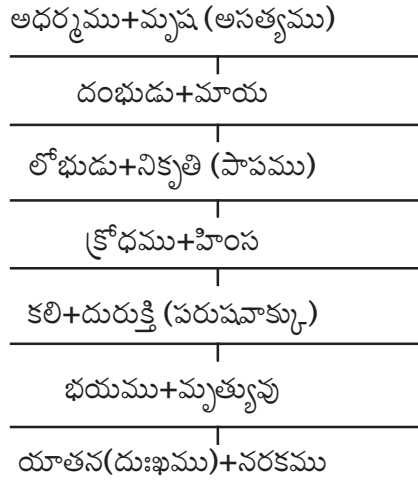 అధర్మము+మృష (అసత్యము)
దంభుడు+మాయ
లోభుడు+నికృతి (పాపము)
క్రోధము+హింస
కలి+దురుక్తి (పరుషవాక్కు)
భయము+మృత్యువు
యాతన(దుఃఖము)+నరకము